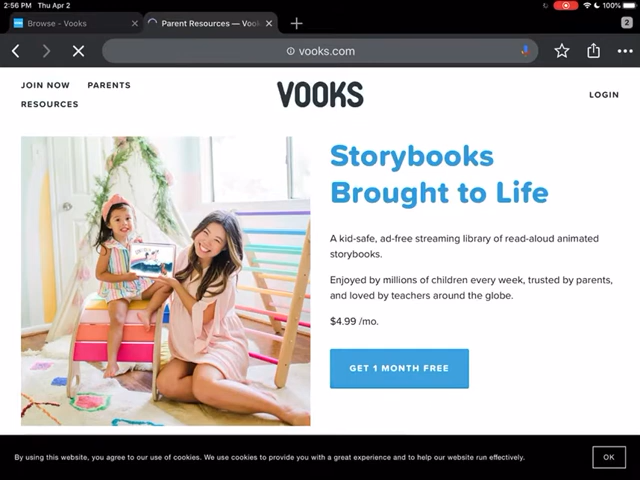 2:56 PM Thu Apr 2
100%
Browse - Vooks
Parent Resources — Voo
2
vooks.com
JOIN NOW PARENTS
RESOURCES
VOOKS
LOGIN
Storybooks
Brought to Life
A kid-safe, ad-free streaming library of read-aloud animated
storybooks.
Enjoyed by millions of children every week, trusted by parents,
and loved by teachers around the globe.
$4.99 /mo.
GET 1 MONTH FREE
By using this website, you agree to our use of cookies. We use cookies to provide you with a great experience and to help our website run effectively.
OK